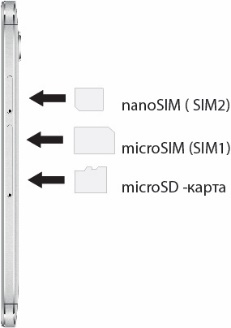 nanoSIM ( SIM2)
microSIM (SIM1)
microSD -карта